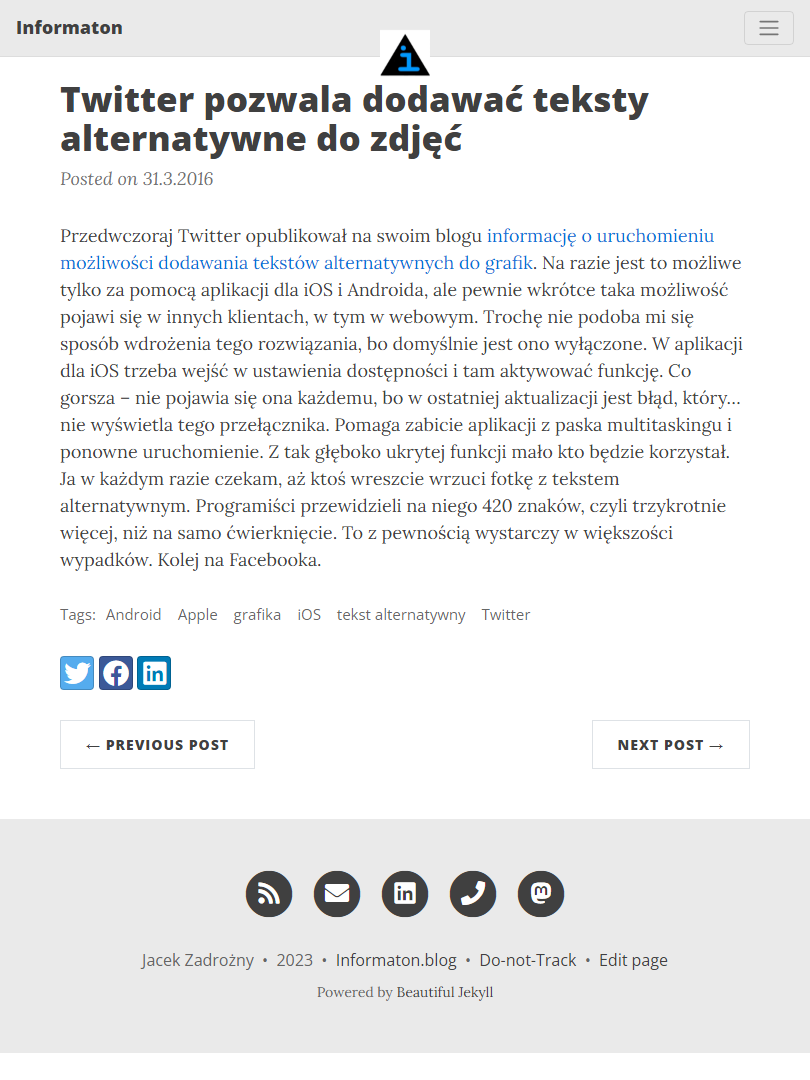 Informaton
Twitter pozwala dodawać teksty
alternatywne do zdjęć
Posted on 31.3.2016
Przedwczoraj Twitter opublikował na swoim blogu informację o uruchomieniu
możliwości dodawania tekstów alternatywnych do grafik. Na razie jest to możliwe
tylko za pomocą aplikacji dla iOS i Androida, ale pewnie wkrótce taka możliwość
pojawi się w innych klientach, w tym w webowym. Trochę nie podoba mi się
sposób wdrożenia tego rozwiązania, bo domyślnie jest ono wyłączone. W aplikacji
dla iOS trzeba wejść w ustawienia dostępności i tam aktywować funkcję. Co
gorsza – nie pojawia się ona każdemu, bo w ostatniej aktualizacji jest błąd, który…
nie wyświetla tego przełącznika. Pomaga zabicie aplikacji z paska multitaskingu i
ponowne uruchomienie. Z tak głęboko ukrytej funkcji mało kto będzie korzystał.
Ja w każdym razie czekam, aż ktoś wreszcie wrzuci fotkę z tekstem
alternatywnym. Programiści przewidzieli na niego 420 znaków, czyli trzykrotnie
więcej, niż na samo ćwierknięcie. To z pewnością wystarczy w większości
wypadków. Kolej na Facebooka.
Tags: Android Apple grafika iOS tekst alternatywny Twitter
← PREVIOUS POST
NEXT POST →
Jacek Zadrożny • 2023 • Informaton.blog • Do-not-Track • Edit page
Powered by Beautiful Jekyll